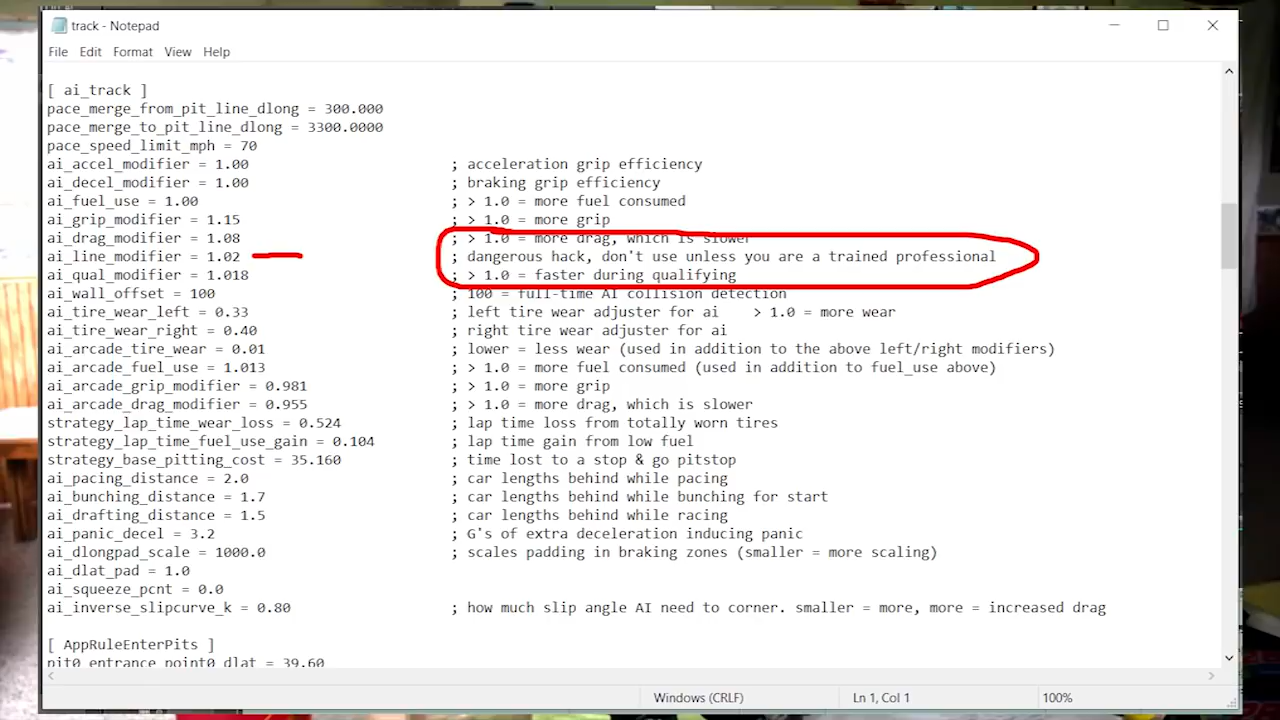 track - Notepad
File Edit Format View Help
[ ai_track ]
pace_merge_from_pit_line_dlong = 300.000
pace_merge_to_pit_line_dlong = 3300.0000
pace_speed_limit_mph = 70
ai_accel_modifier = 1.00 ; acceleration grip efficiency
ai_decel_modifier = 1.00 ; braking grip efficiency
ai_fuel_use = 1.00 ; > 1.0 = more fuel consumed
ai_grip_modifier = 1.15 ; > 1.0 = more grip
ai_drag_modifier = 1.08 ; > 1.0 = more drag, which is slower
ai_line_modifier = 1.02 ; dangerous hack, don't use unless you are a trained professional
ai_qual_modifier = 1.018 ; > 1.0 = faster during qualifying
ai_wall_offset = 100 ; 100 = full-time AI collision detection
ai_tire_wear_left = 0.33 ; left tire wear adjuster for ai > 1.0 = more wear
ai_tire_wear_right = 0.40 ; right tire wear adjuster for ai
ai_arcade_tire_wear = 0.01 ; lower = less wear (used in addition to the above left/right modifiers)
ai_arcade_fuel_use = 1.013 ; > 1.0 = more fuel consumed (used in addition to fuel_use above)
ai_arcade_grip_modifier = 0.981 ; > 1.0 = more grip
ai_arcade_drag_modifier = 0.955 ; > 1.0 = more drag, which is slower
strategy_lap_time_wear_loss = 0.524 ; lap time loss from totally worn tires
strategy_lap_time_fuel_use_gain = 0.104 ; lap time gain from low fuel
strategy_base_pitting_cost = 35.160 ; time lost to a stop & go pitstop
ai_pacing_distance = 2.0 ; car lengths behind while pacing
ai_bunching_distance = 1.7 ; car lengths behind while bunching for start
ai_drafting_distance = 1.5 ; car lengths behind while racing
ai_panic_decel = 3.2 ; G's of extra deceleration inducing panic
ai_dlongpad_scale = 1000.0 ; scales padding in braking zones (smaller = more scaling)
ai_dlat_pad = 1.0
ai_squeeze_pcnt = 0.0
ai_inverse_slipcurve_k = 0.80 ; how much slip angle AI need to corner. smaller = more, more = increased drag
[ AppRuleEnterPits ]
pit0_entrance_point0_dlat = 39.60
Windows (CRLF) Ln 1, Col 1 100%